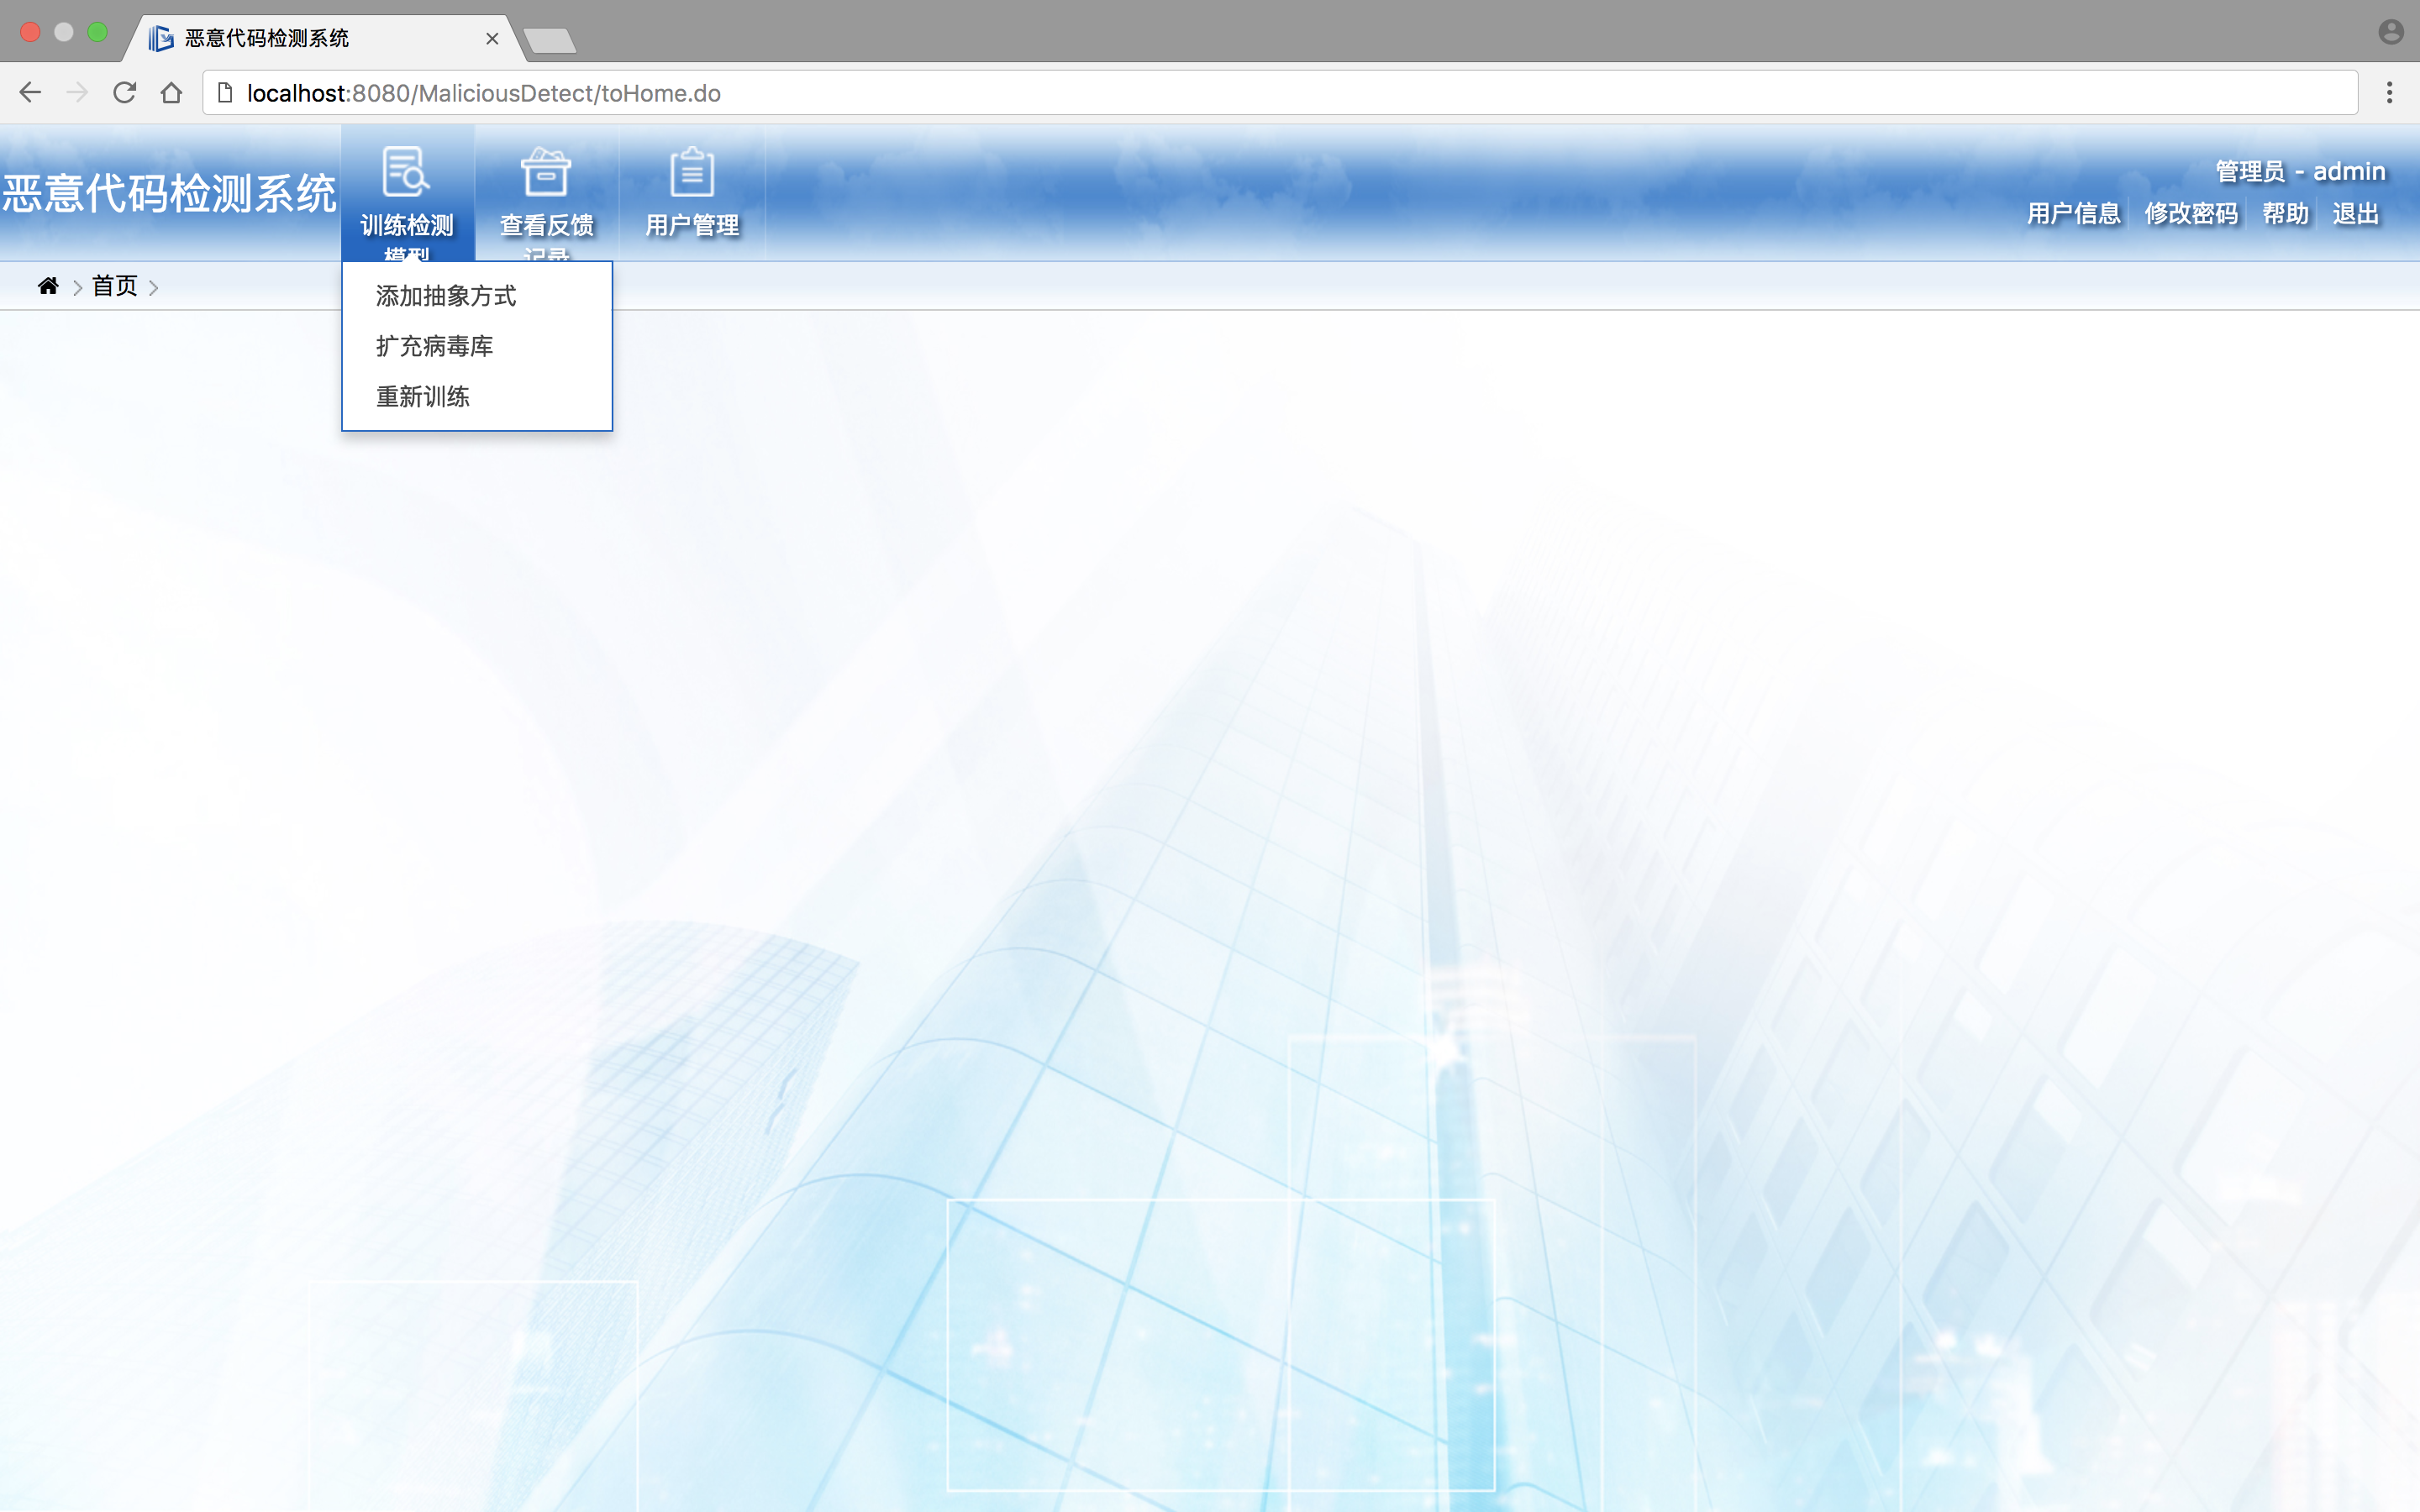 恶意代码检测系统
localhost:8080/MaliciousDetect/toHome.do
恶意代码检测系统
训练检测
模型
查看反馈
记录
用户管理
管理员 - admin
用户信息 修改密码 帮助 退出
首页
添加抽象方式
扩充病毒库
重新训练